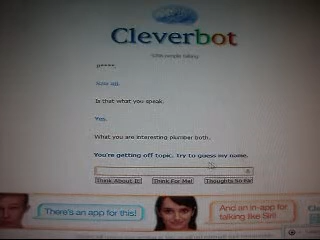 Cleverbot
people talking
Is that what you speak.
Yes.
What you are interesting plumber both.
You're getting off topic, try to guess my name.
Think About It!
Think For Me!
Thoughts So Far
There's an app for this!
And an in-app for
talking like Siri!